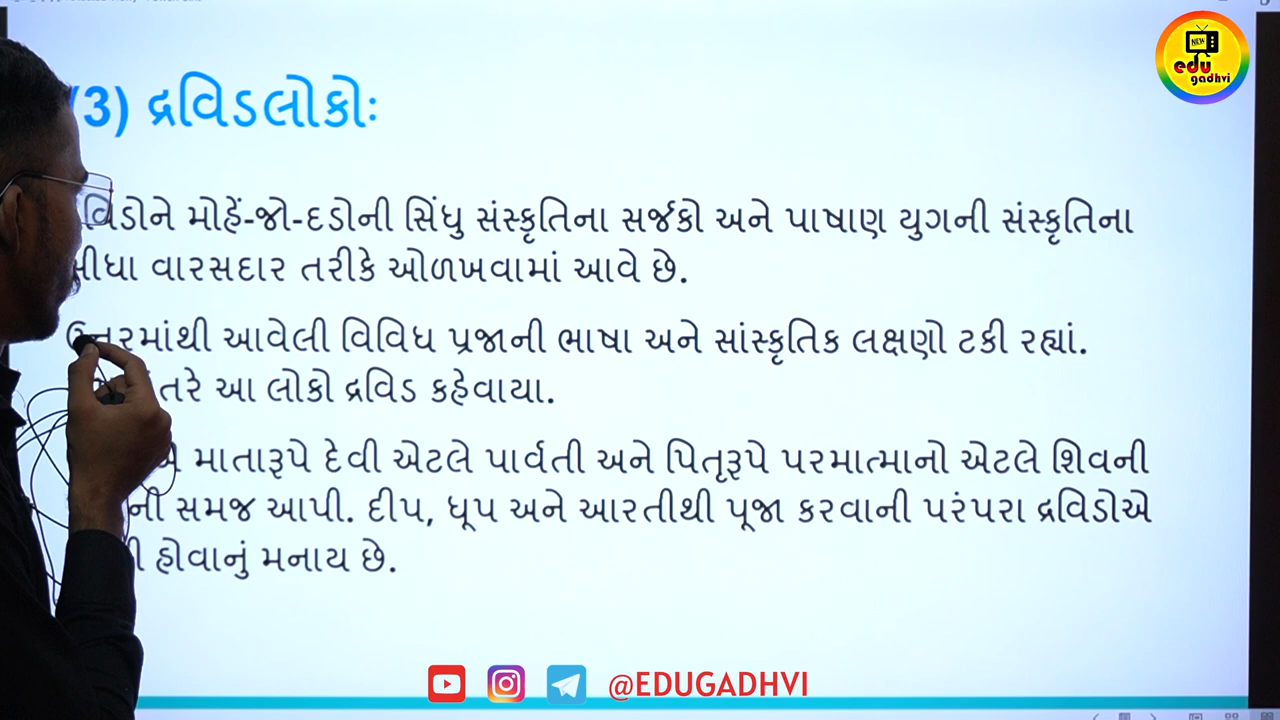 NEW
edu
gadhvi
(3) દ્રવિડલોકોઃ
મોહેં-જો-દડોની સિંધુ સંસ્કૃતિના સર્જકો અને પાષાણ યુગની સંસ્કૃતિના
વારસદાર તરીકે ઓળખવામાં આવે છે.
ઉત્તરમાંથી આવેલી વિવિધ પ્રજાની ભાષા અને સાંસ્કૃતિક લક્ષણો ટકી રહ્યાં.
આ લોકો દ્રવિડ કહેવાયા.
માતારૂપે દેવી એટલે પાર્વતી અને પિતૃરૂપે પરમાત્માનો એટલે શિવની
સમજ આપી. દીપ, ધૂપ અને આરતીથી પૂજા કરવાની પરંપરા દ્રવિડોએ
હોવાનું મનાય છે.
@EDUGADHVI